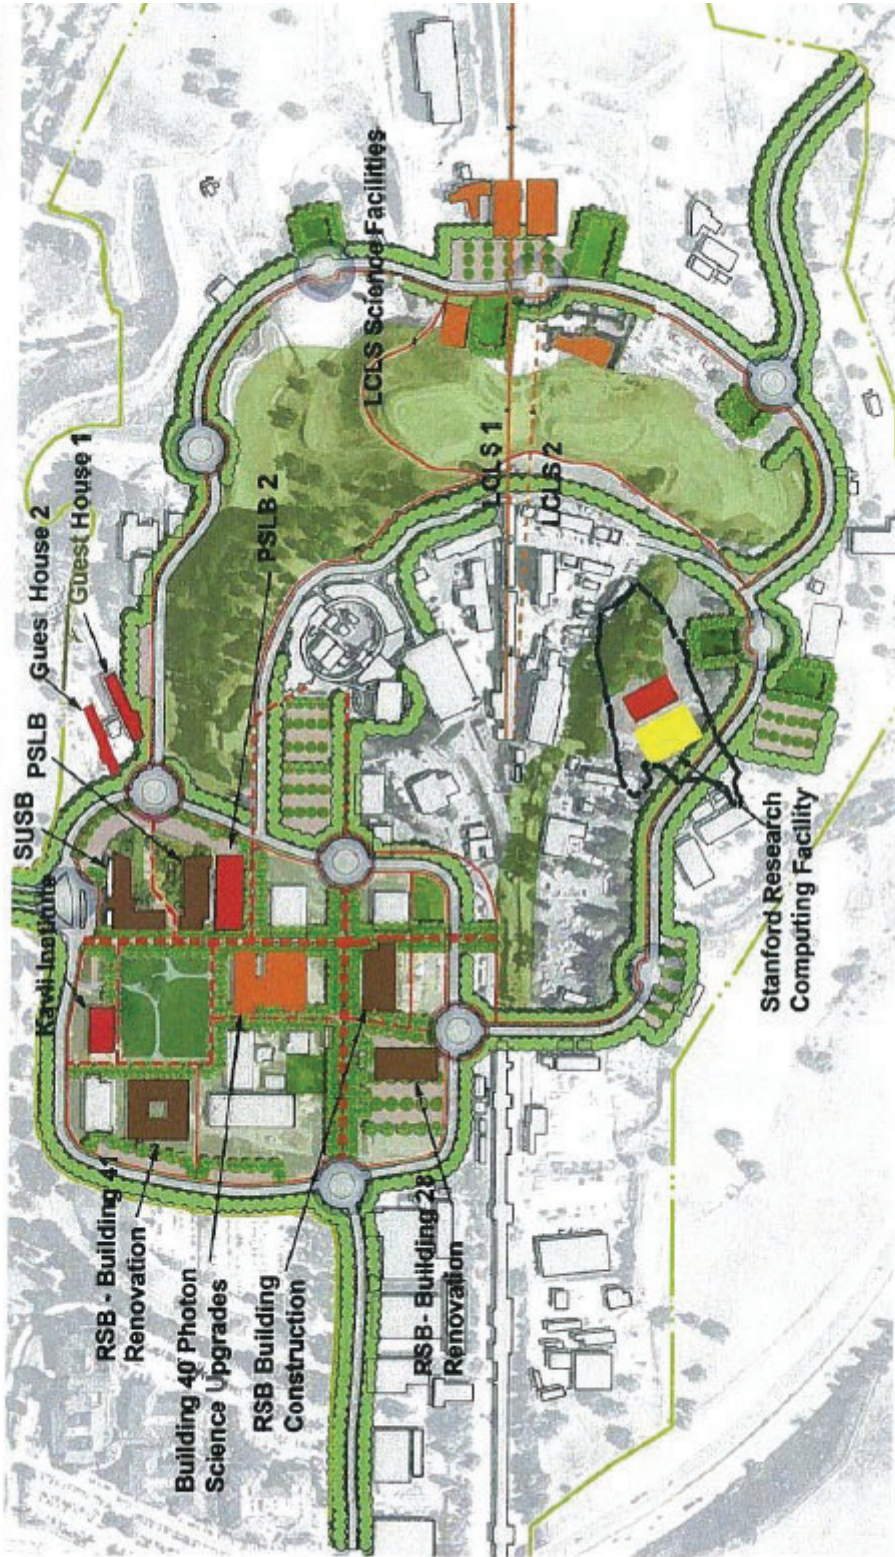 SUSB
PSLB
Gues House 2
Guest House 1
Kavli Institute
PSLB 2
LCLS Science Facilities
LCLS 1
LCLS 2
RSB - Building 41
Renovation
Building 40 Photon
Science Upgrades
RSB Building
Construction
RSB- Building 28
Renovation
Stanford Research
Computing Facility